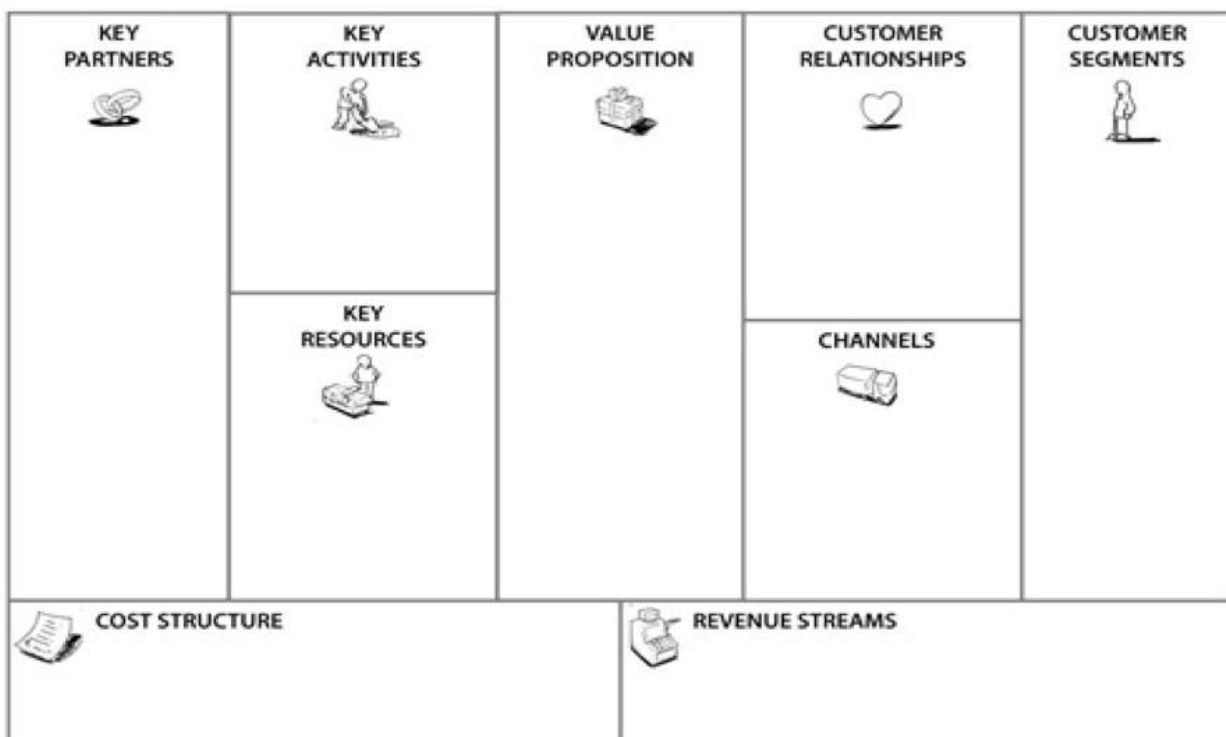 KEY
PARTNERS
KEY
ACTIVITIES
VALUE
PROPOSITION
CUSTOMER
RELATIONSHIPS
CUSTOMER
SEGMENTS
KEY
RESOURCES
CHANNELS
COST STRUCTURE
REVENUE STREAMS